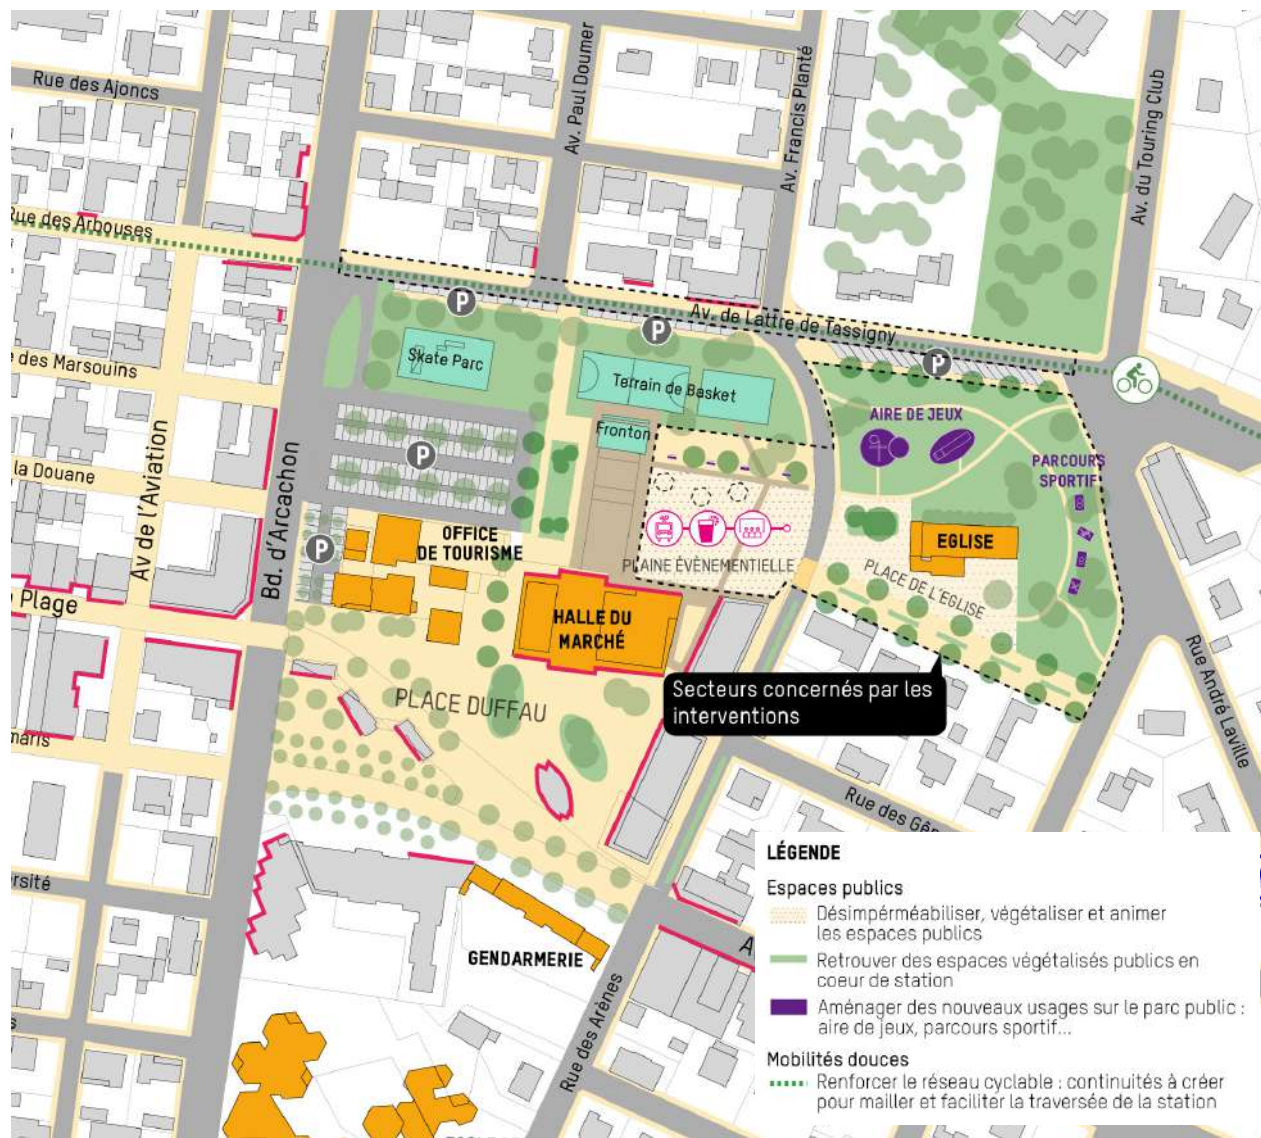 Rue des Ajoncs
Av. Paul Doumer
Av. Francis Planté
Av. du Touring Club
Rue des Arbouses
P
P
Av. de Lattre de Tassigny
P
Skate Parc
Terrain de Basket
des Marsouins
AIRE DE JEUX
Fronton
PARCOURS
SPORTIF
la Douane
Av de l'Aviation
Bd. d'Arcachon
P
P
OFFICE
DE TOURISME
EGLISE
PLAINE ÉVÈNEMENTIELLE
PLACE DE L'EGLISE
Plage
HALLE DU
MARCHÉ
PLACE DUFFAU
Secteurs concernés par les
interventions
Rue André Laville
Rue des
GENDARMERIE
Rue des Arènes
LÉGENDE
Espaces publics
Désimpérméabiliser, végétaliser et animer
les espaces publics
Retrouver des espaces végétalisés publics en
coeur de station
Aménager des nouveaux usages sur le parc public :
aire de jeux, parcours sportif...
Mobilités douces
Renforcer le réseau cyclable : continuités à créer
pour mailler et faciliter la traversée de la station